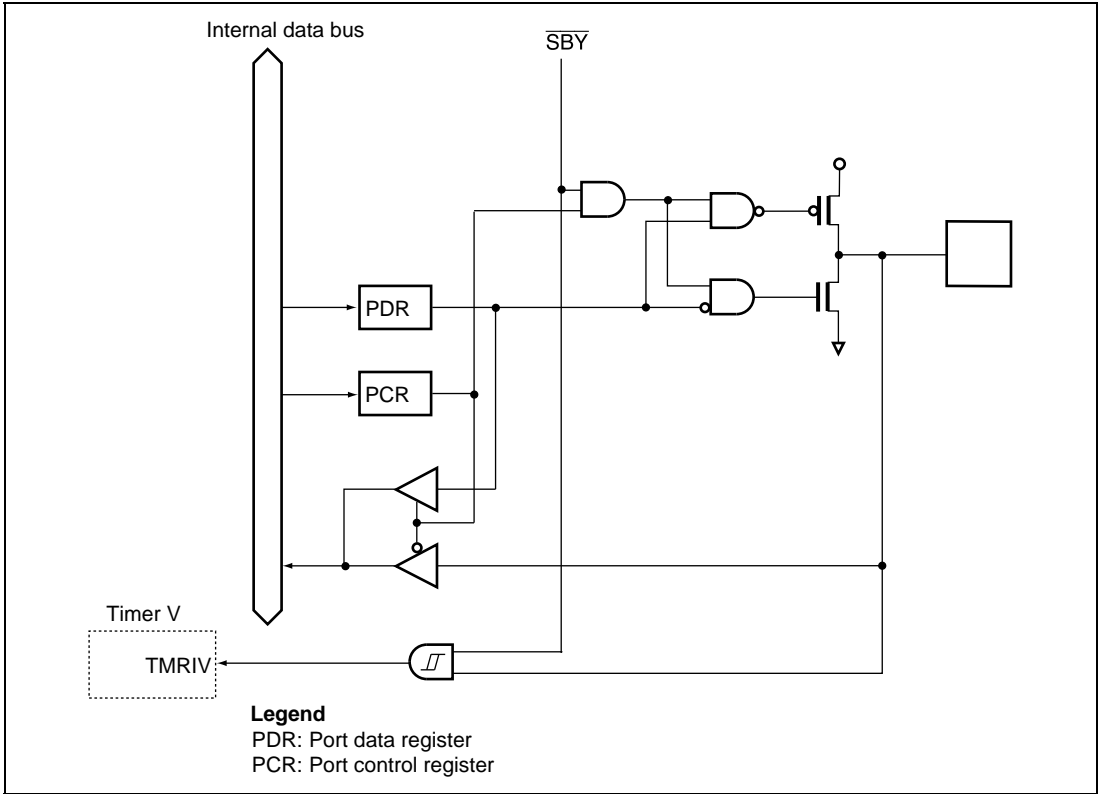 Internal data bus
SBY
PDR
PCR
Timer V
TMRIV
Legend
PDR: Port data register
PCR: Port control register